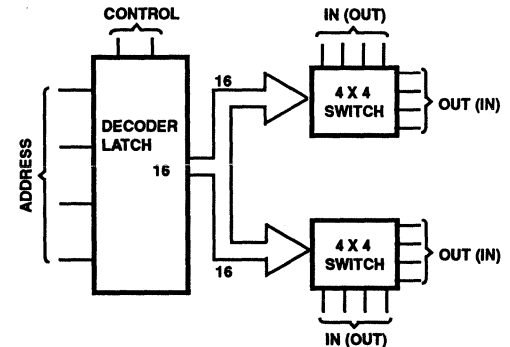 CONTROL
IN (OUT)
16
4 X 4
SWITCH
OUT (IN)
ADDRESS
DECODER
LATCH
16
16
4 X 4
SWITCH
OUT (IN)
IN (OUT)